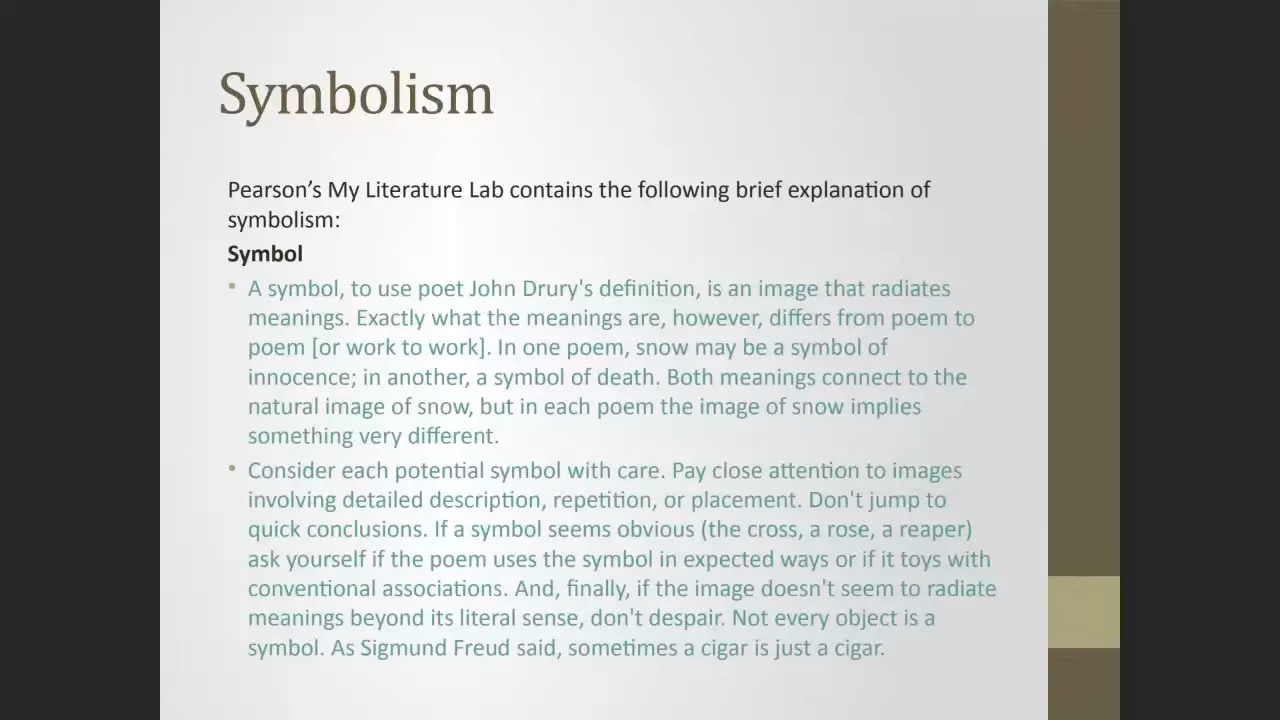 Symbolism
Pearson’s My Literature Lab contains the following brief explanation of
symbolism:
Symbol
• A symbol, to use poet John Drury's definition, is an image that radiates
meanings. Exactly what the meanings are, however, differs from poem to
poem [or work to work]. In one poem, snow may be a symbol of
innocence; in another, a symbol of death. Both meanings connect to the
natural image of snow, but in each poem the image of snow implies
something very different.
• Consider each potential symbol with care. Pay close attention to images
involving detailed description, repetition, or placement. Don't jump to
quick conclusions. If a symbol seems obvious (the cross, a rose, a reaper)
ask yourself if the poem uses the symbol in expected ways or if it toys with
conventional associations. And, finally, if the image doesn't seem to radiate
meanings beyond its literal sense, don't despair. Not every object is a
symbol. As Sigmund Freud said, sometimes a cigar is just a cigar.